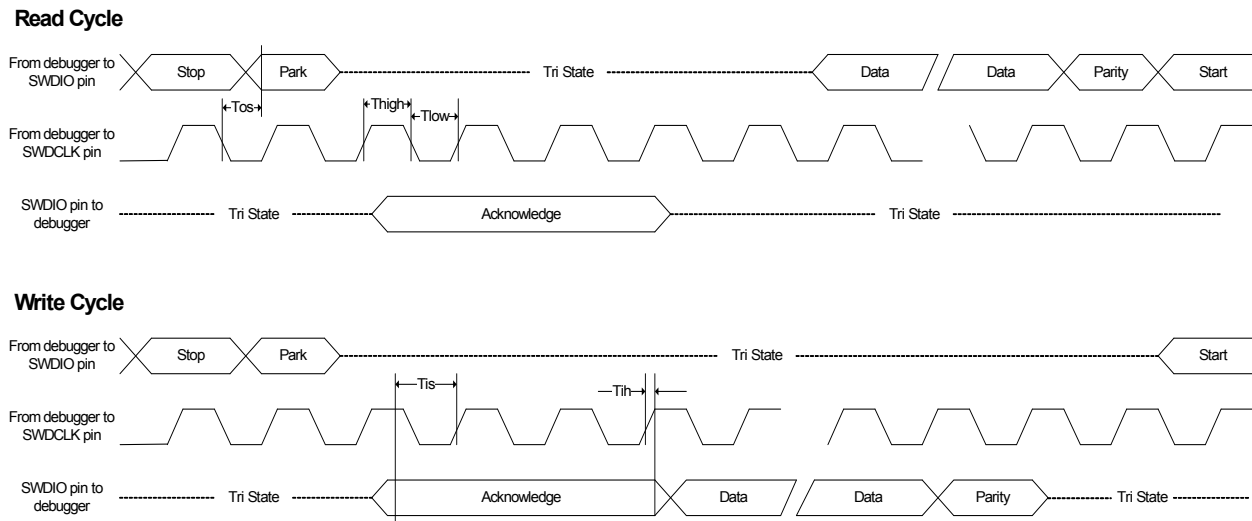 Read Cycle
From debugger to
SWDIO pin
Stop
Park
Tri State
Data
Data
Parity
Start
Tos
Thigh
Tlow
From debugger to
SWDCLK pin
SWDIO pin to
debugger
Tri State
Acknowledge
Tri State
Write Cycle
From debugger to
SWDIO pin
Stop
Park
Tri State
Start
Tis
Tih
From debugger to
SWDCLK pin
SWDIO pin to
debugger
Tri State
Acknowledge
Data
Data
Parity
Tri State